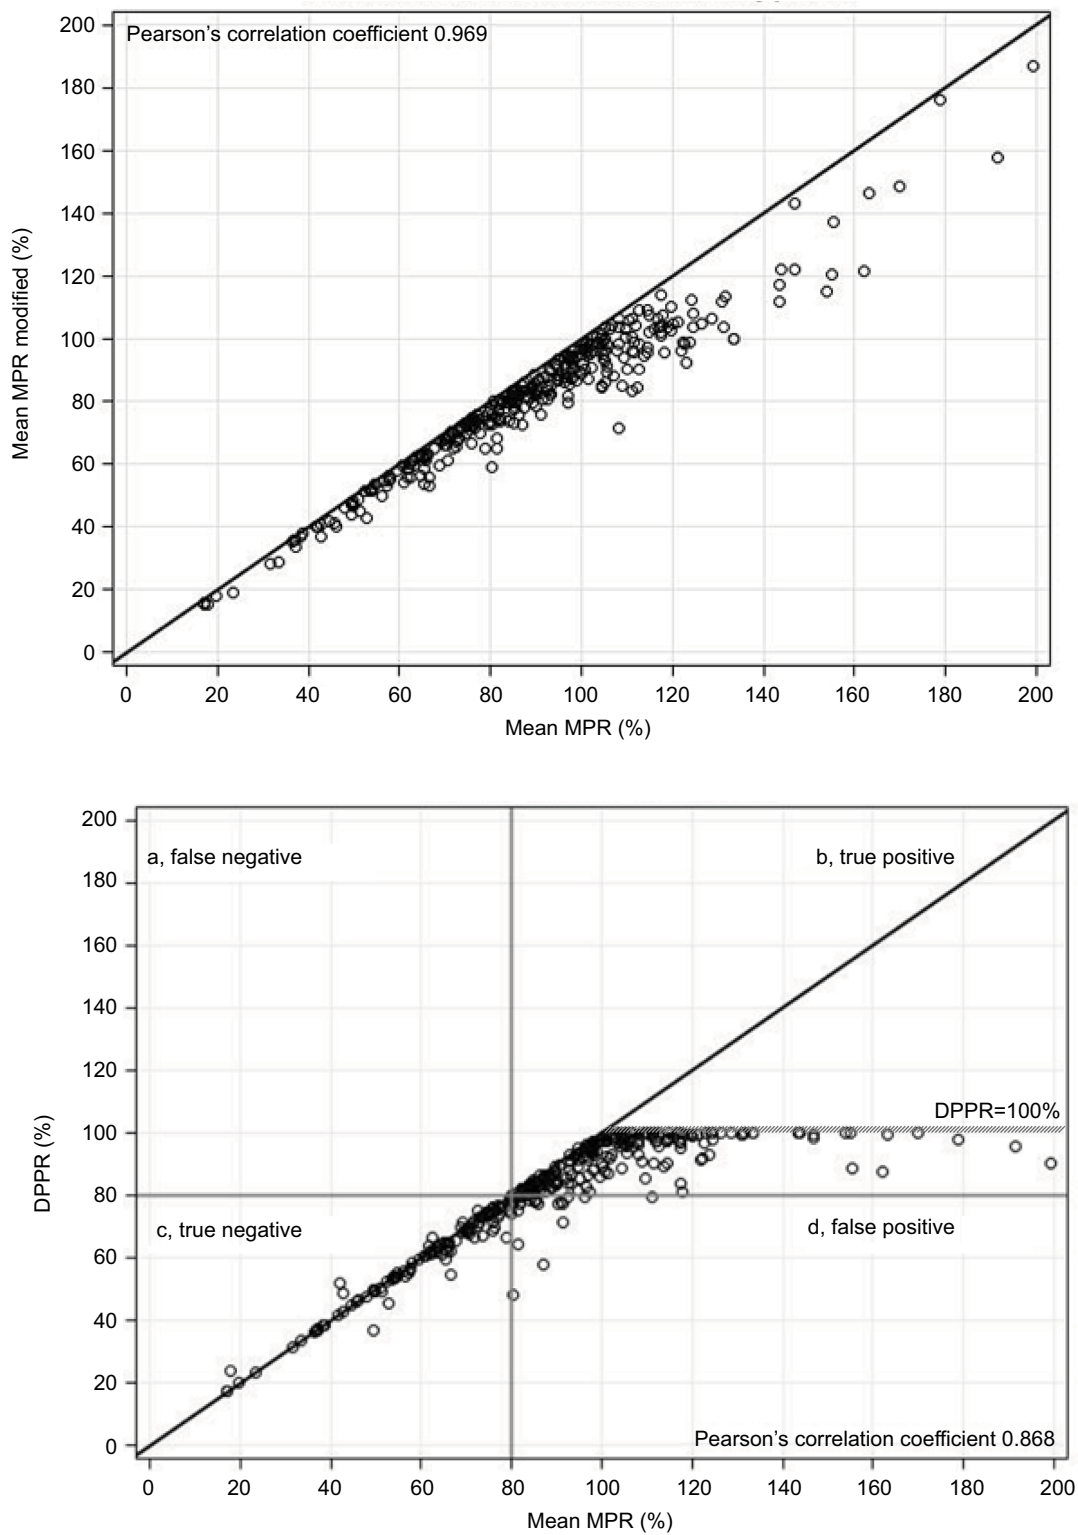 Pearson’s correlation coefficient 0.969
200
180
160
140
120
100
80
60
40
20
0
Mean MPR modified (%)
0 20 40 60 80 100 120 140 160 180 200
Mean MPR (%)
a, false negative
b, true positive
DPPR=100%
c, true negative
d, false positive
Pearson’s correlation coefficient 0.868
200
180
160
140
120
100
80
60
40
20
0
DPPR (%)
0 20 40 60 80 100 120 140 160 180 200
Mean MPR (%)